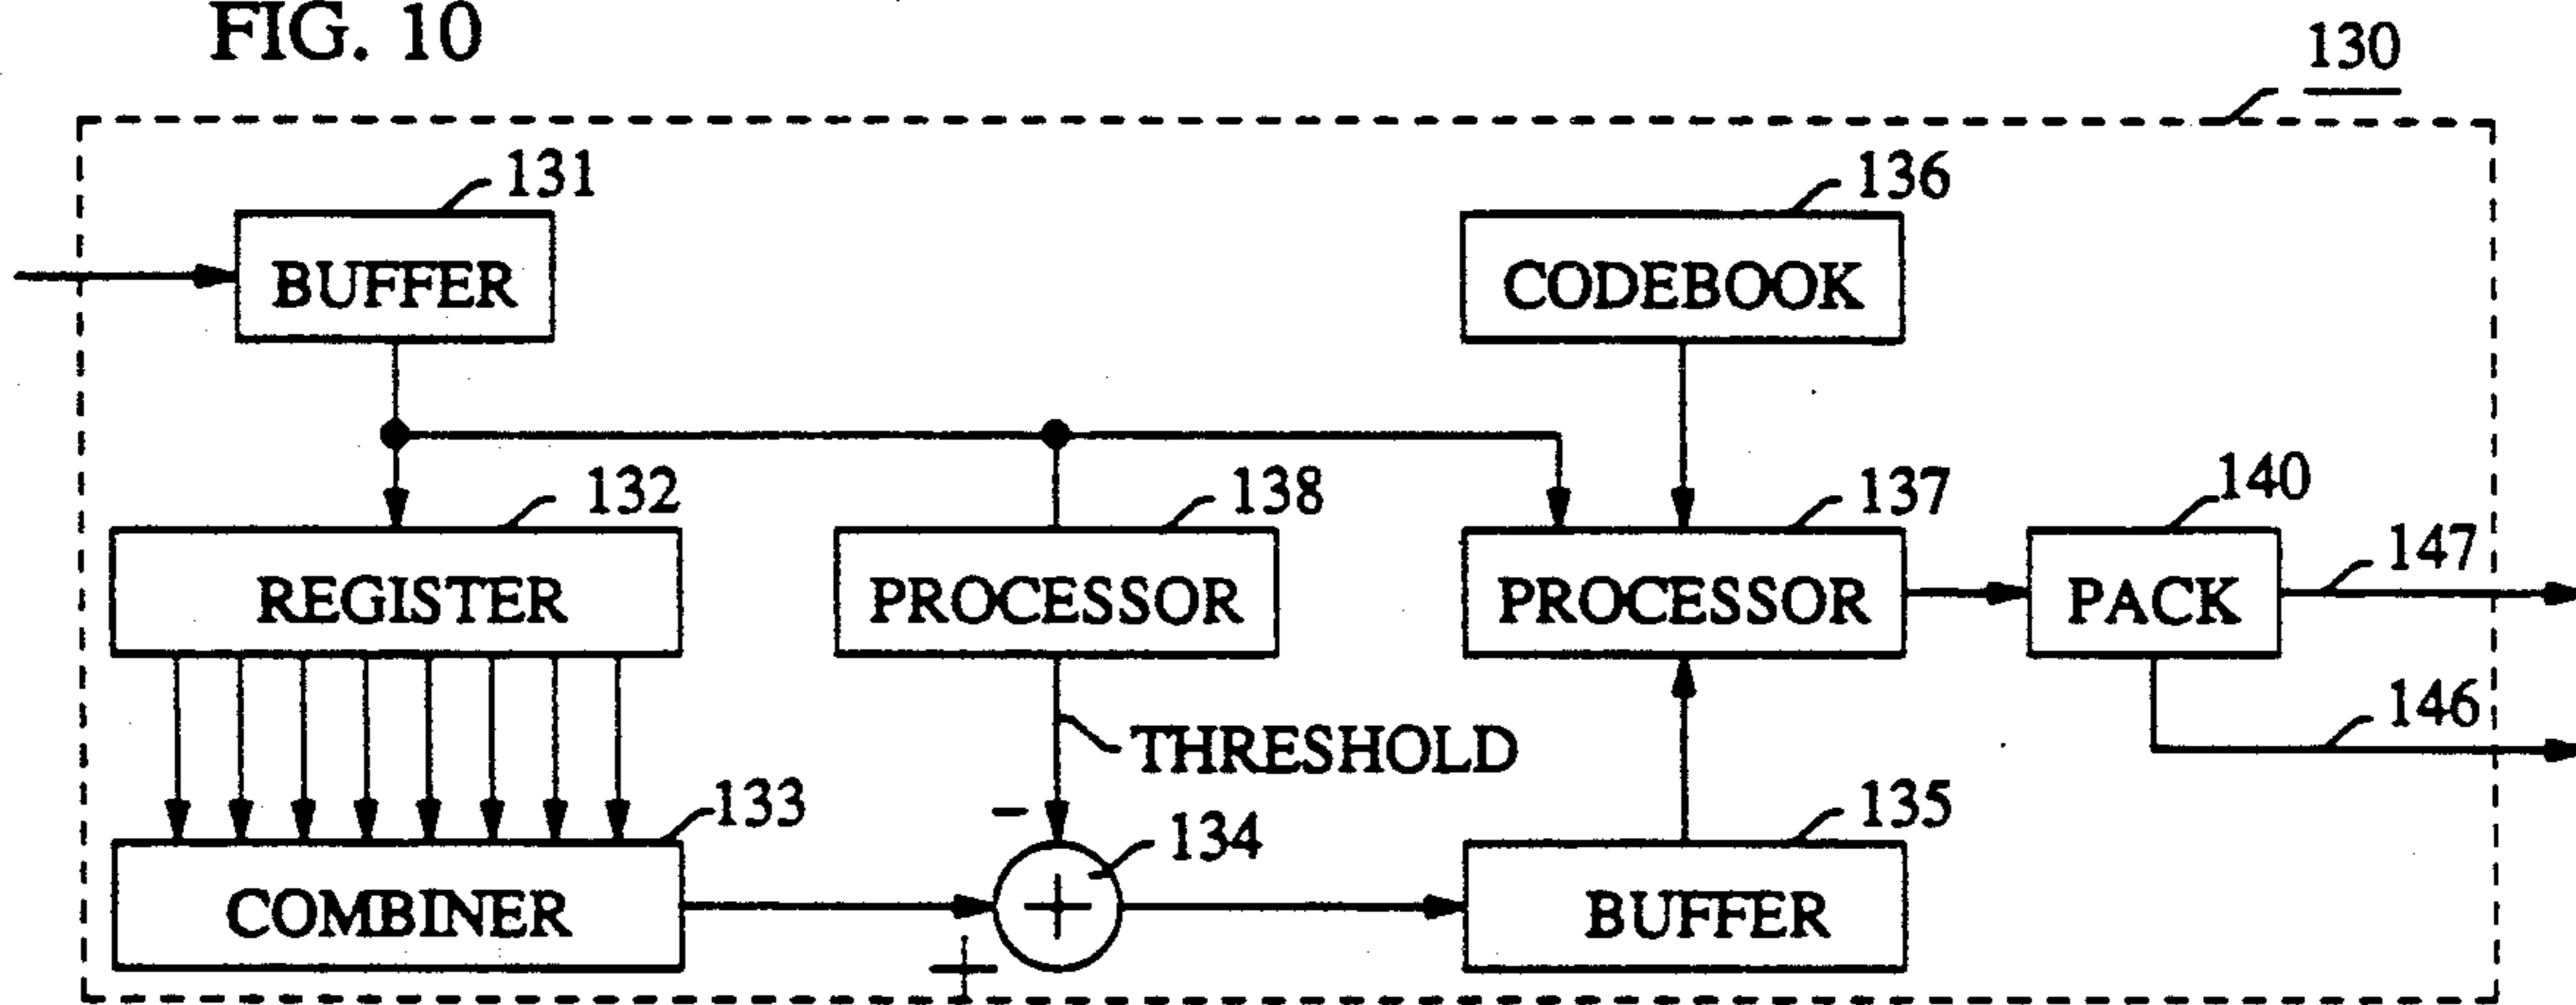 FIG. 10
130
131
BUFFER
136
CODEBOOK
132
REGISTER
138
PROCESSOR
137
PROCESSOR
140
PACK
147
146
THRESHOLD
-
133
COMBINER
134
+
+
135
BUFFER